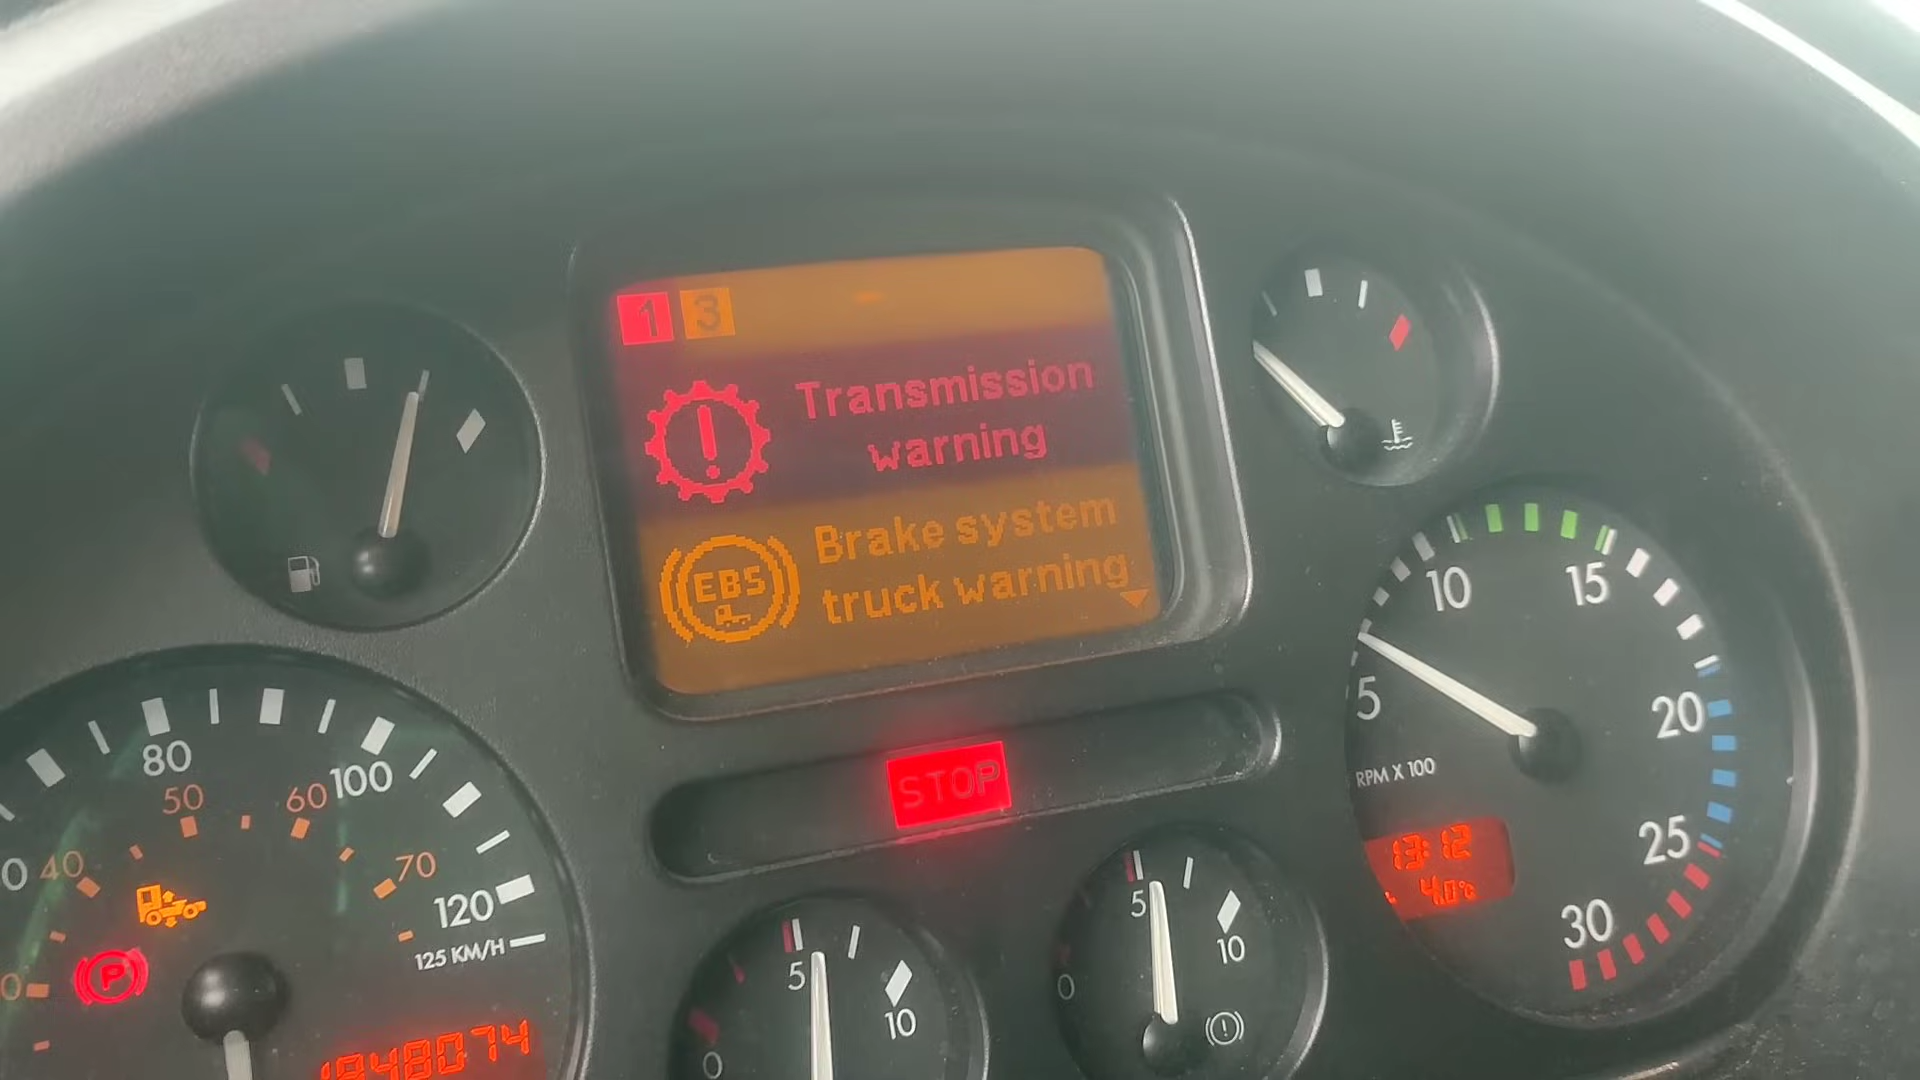 1 3
Transmission
warning
EBS
Brake system
truck warning
STOP
10
15
5
20
25
30
RPM X 100
13:12
4.0°C
80
100
120
125 KM/H
40
50
60
70
P
1948074
5
10
0
5
10
0